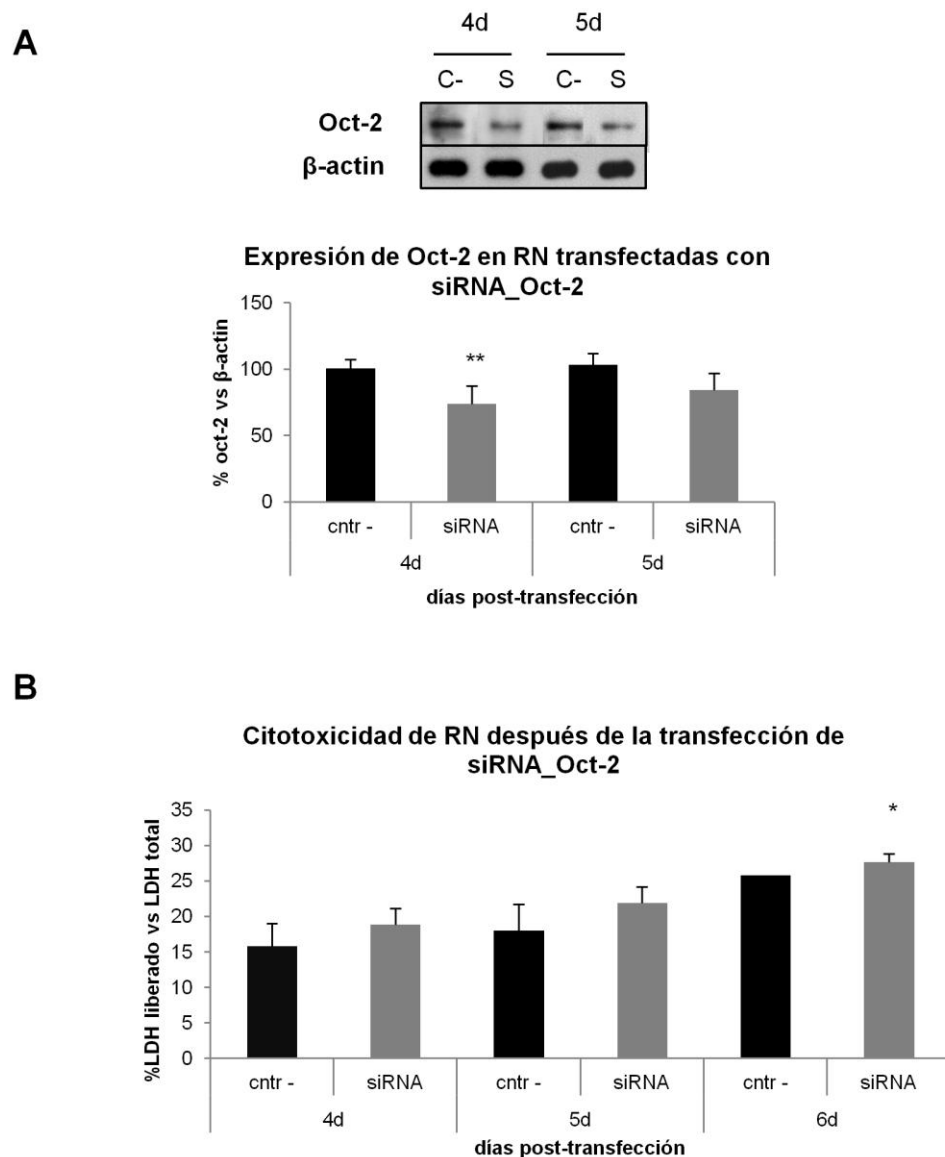 A
4d 5d
C- S C- S
Oct-2
β-actin
Expresión de Oct-2 en RN transfectadas con
siRNA_Oct-2
% oct-2 vs β-actin
150
100
50
0
**
cntr - siRNA cntr - siRNA
4d 5d
días post-transfección
B
Citotoxicidad de RN después de la transfección de
siRNA_Oct-2
%LDH liberado vs LDH total
35
30
25
20
15
10
5
0
*
cntr - siRNA cntr - siRNA cntr - siRNA
4d 5d 6d
días post-transfección